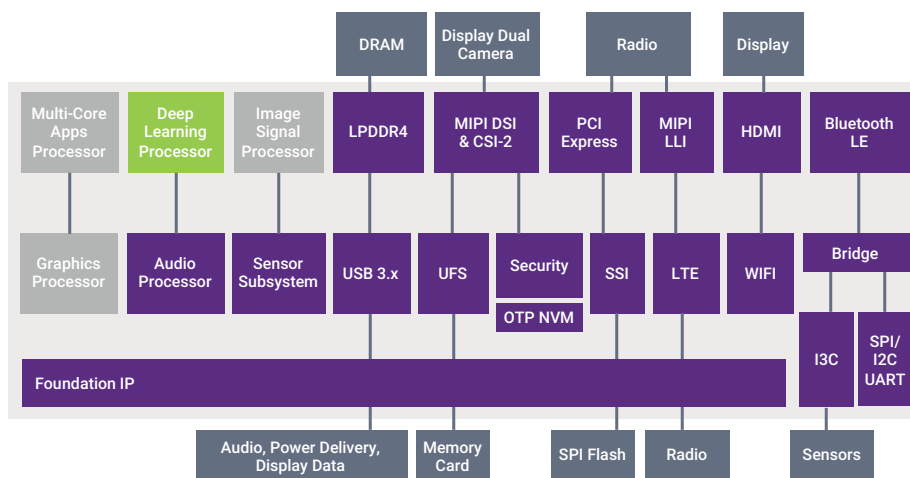 DRAM
Display Dual
Camera
Radio
Display
Multi-Core
Apps
Processor
Deep
Learning
Processor
Image
Signal
Processor
LPDDR4
MIPI DSI
& CSI-2
PCI
Express
MIPI
LLI
HDMI
Bluetooth
LE
Graphics
Processor
Audio
Processor
Sensor
Subsystem
USB 3.x
UFS
Security
OTP NVM
SSI
LTE
WIFI
Bridge
I3C
SPI/
I2C
UART
Foundation IP
Audio, Power Delivery,
Display Data
Memory
Card
SPI Flash
Radio
Sensors